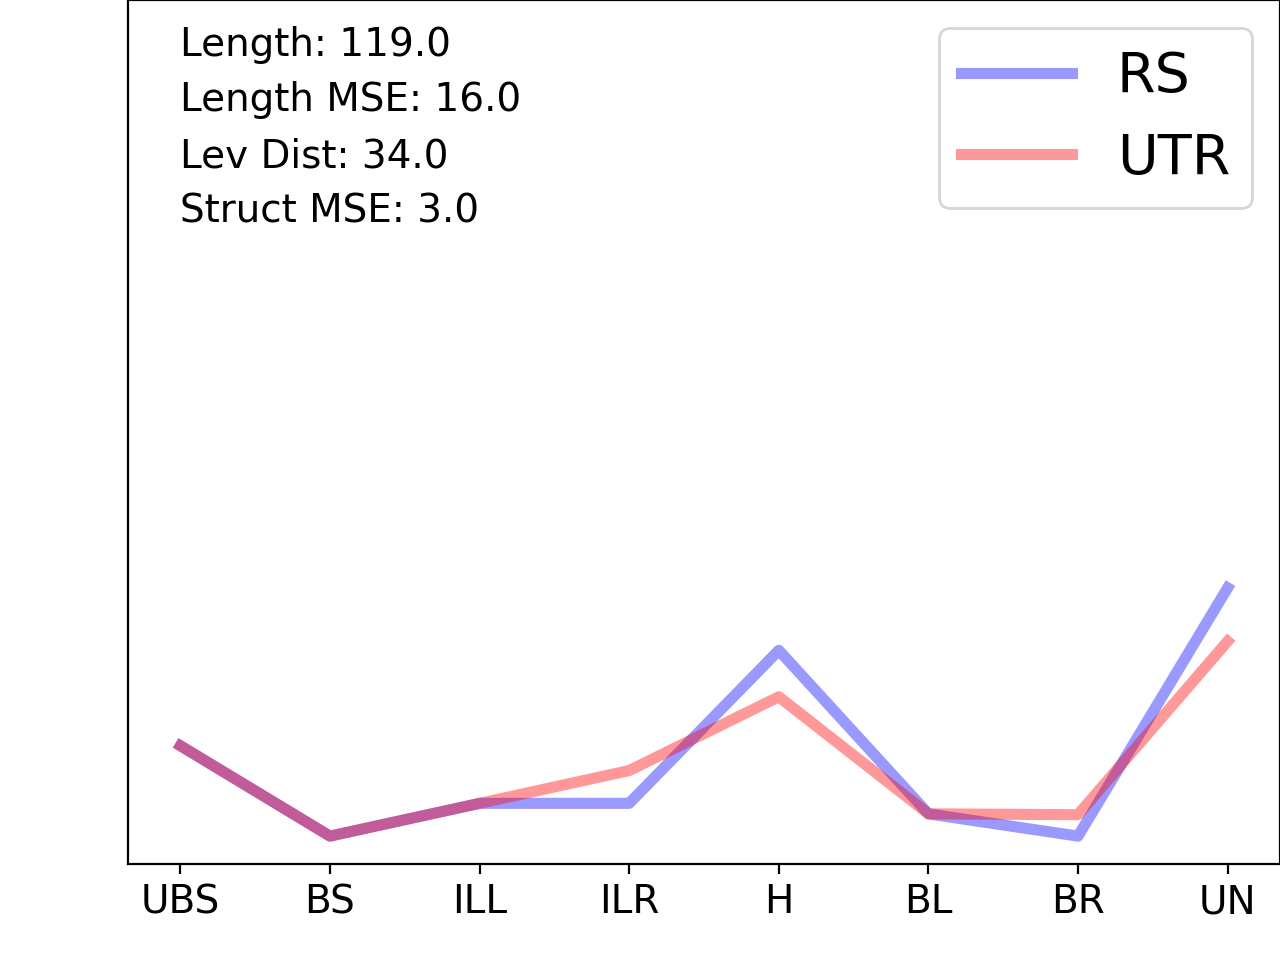 Length: 119.0
Length MSE: 16.0
Lev Dist: 34.0
Struct MSE: 3.0
RS
UTR
UBS BS ILL ILR H BL BR UN